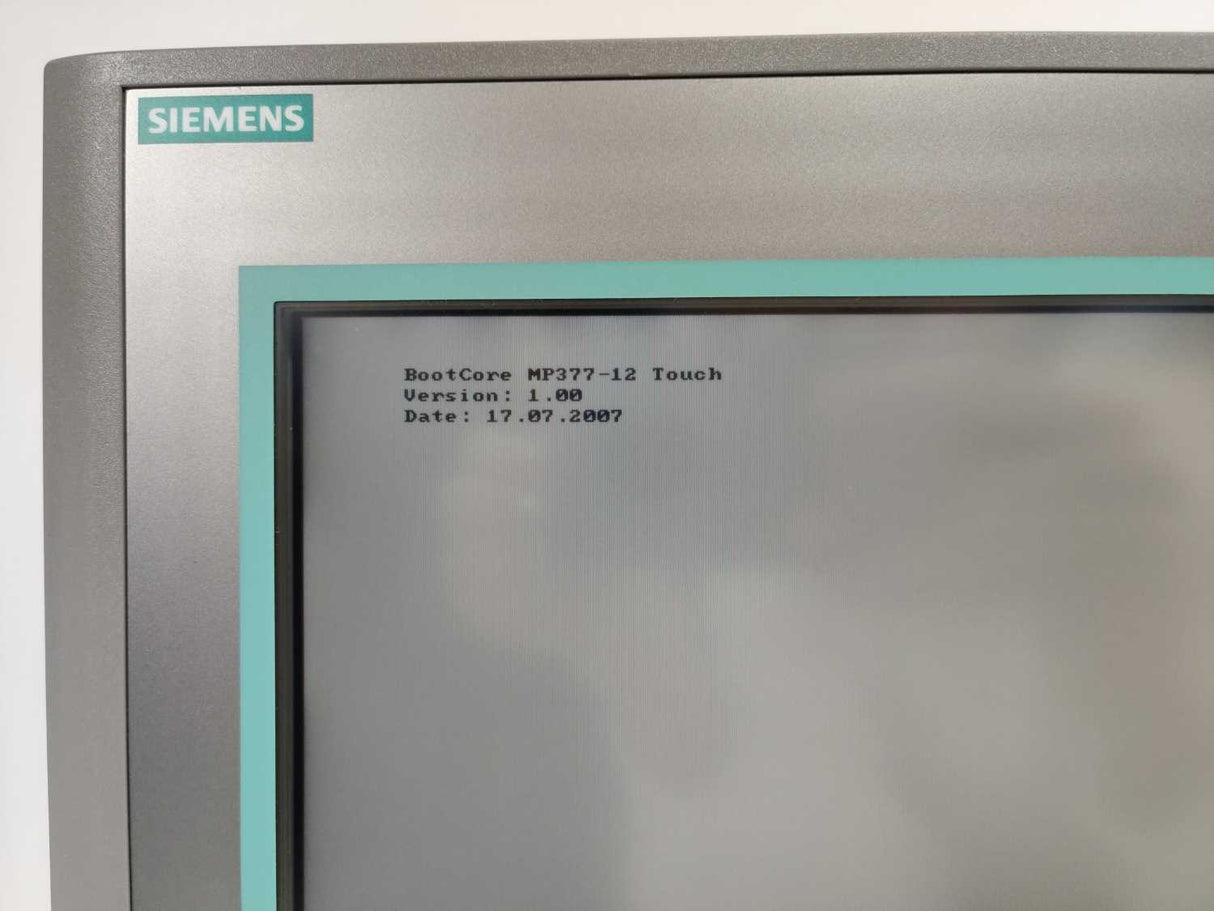 SIEMENS
BootCore MP377-12 Touch
Version: 1.00
Date: 17.07.2007